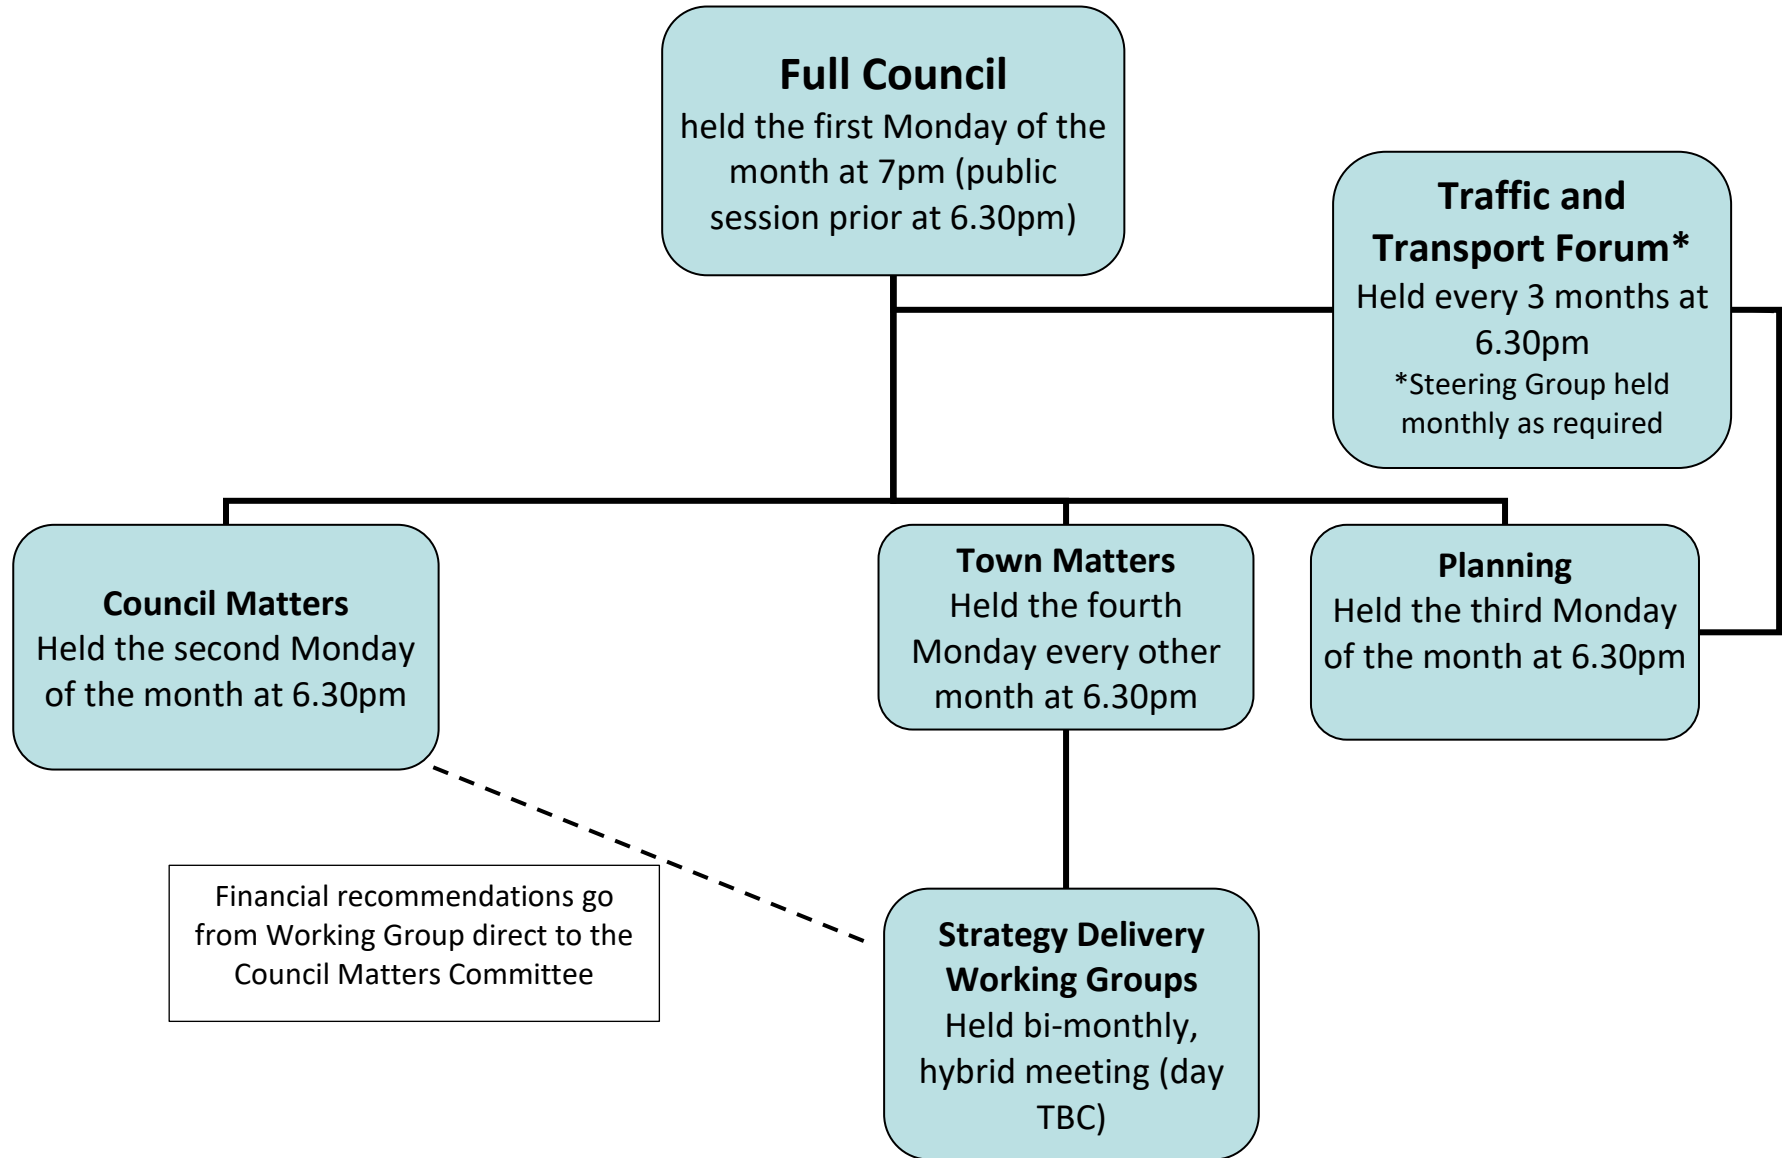 Full Council
held the first Monday of the
month at 7pm (public
session prior at 6.30pm)
Traffic and
Transport Forum*
Held every 3 months at
6.30pm
*Steering Group held
monthly as required
Council Matters
Held the second Monday
of the month at 6.30pm
Town Matters
Held the fourth
Monday every other
month at 6.30pm
Planning
Held the third Monday
of the month at 6.30pm
Financial recommendations go
from Working Group direct to the
Council Matters Committee
Strategy Delivery
Working Groups
Held bi-monthly,
hybrid meeting (day
TBC)